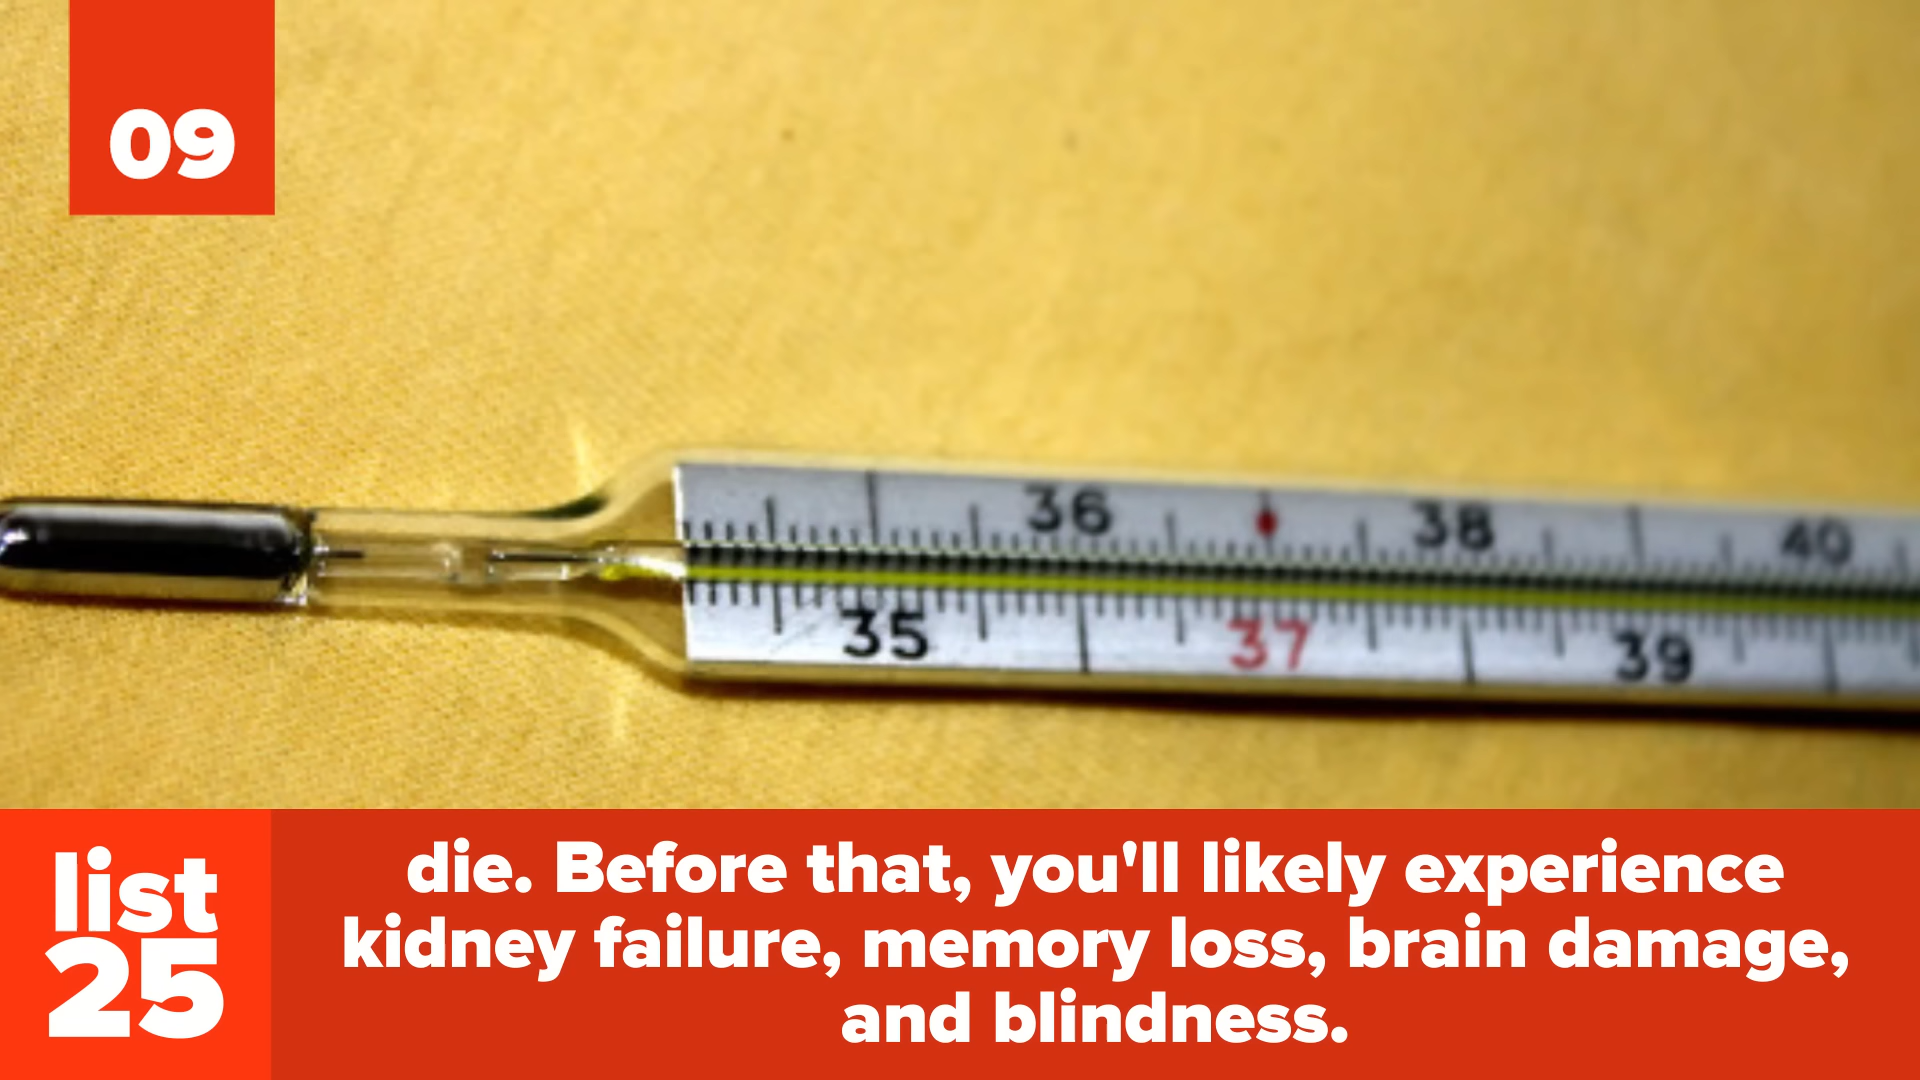 09
36
38
40
35
37
39
list
25
die. Before that, you'll likely experience
kidney failure, memory loss, brain damage,
and blindness.